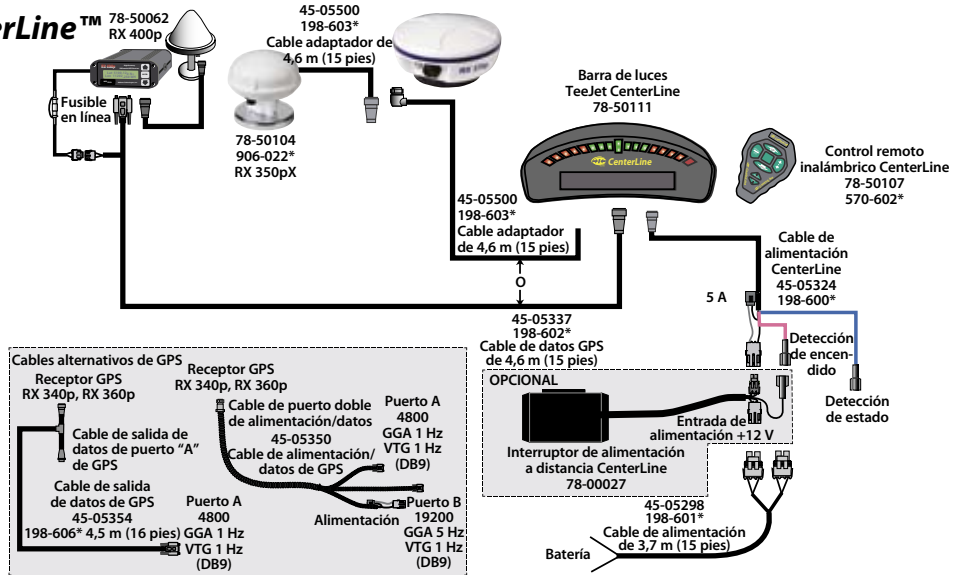 erLine™
78-50062
RX 400p
Fusible
en línea
45-05500
198-603*
Cable adaptador de
4,6 m (15 pies)
78-50104
906-022*
RX 350pX
Barra de luces
TeeJet CenterLine
78-50111
CenterLine
Control remoto
inalámbrico CenterLine
78-50107
570-602*
45-05500
198-603*
Cable adaptador
de 4,6 m (15 pies)
O
45-05337
198-602*
Cable de datos GPS
de 4,6 m (15 pies)
Cable de
alimentación
CenterLine
45-05324
198-600*
5 A
Detección
de encen-
dido
Detección
de estado
Cables alternativos de GPS
Receptor GPS
RX 340p, RX 360p
Cable de salida de
datos de puerto “A”
de GPS
Cable de salida
de datos de GPS
45-05354
198-606* 4,5 m (16 pies)
Puerto A
4800
GGA 1 Hz
VTG 1 Hz
(DB9)
Receptor GPS
RX 340p, RX 360p
Cable de puerto doble
de alimentación/datos
45-05350
Cable de alimentación/
datos de GPS
Puerto A
4800
GGA 1 Hz
VTG 1 Hz
(DB9)
Alimentación
Puerto B
19200
GGA 5 Hz
VTG 1 Hz
(DB9)
OPCIONAL
Entrada de
alimentación +12 V
Interruptor de alimentación
a distancia CenterLine
78-00027
45-05298
198-601*
Cable de alimentación
de 3,7 m (15 pies)
Batería